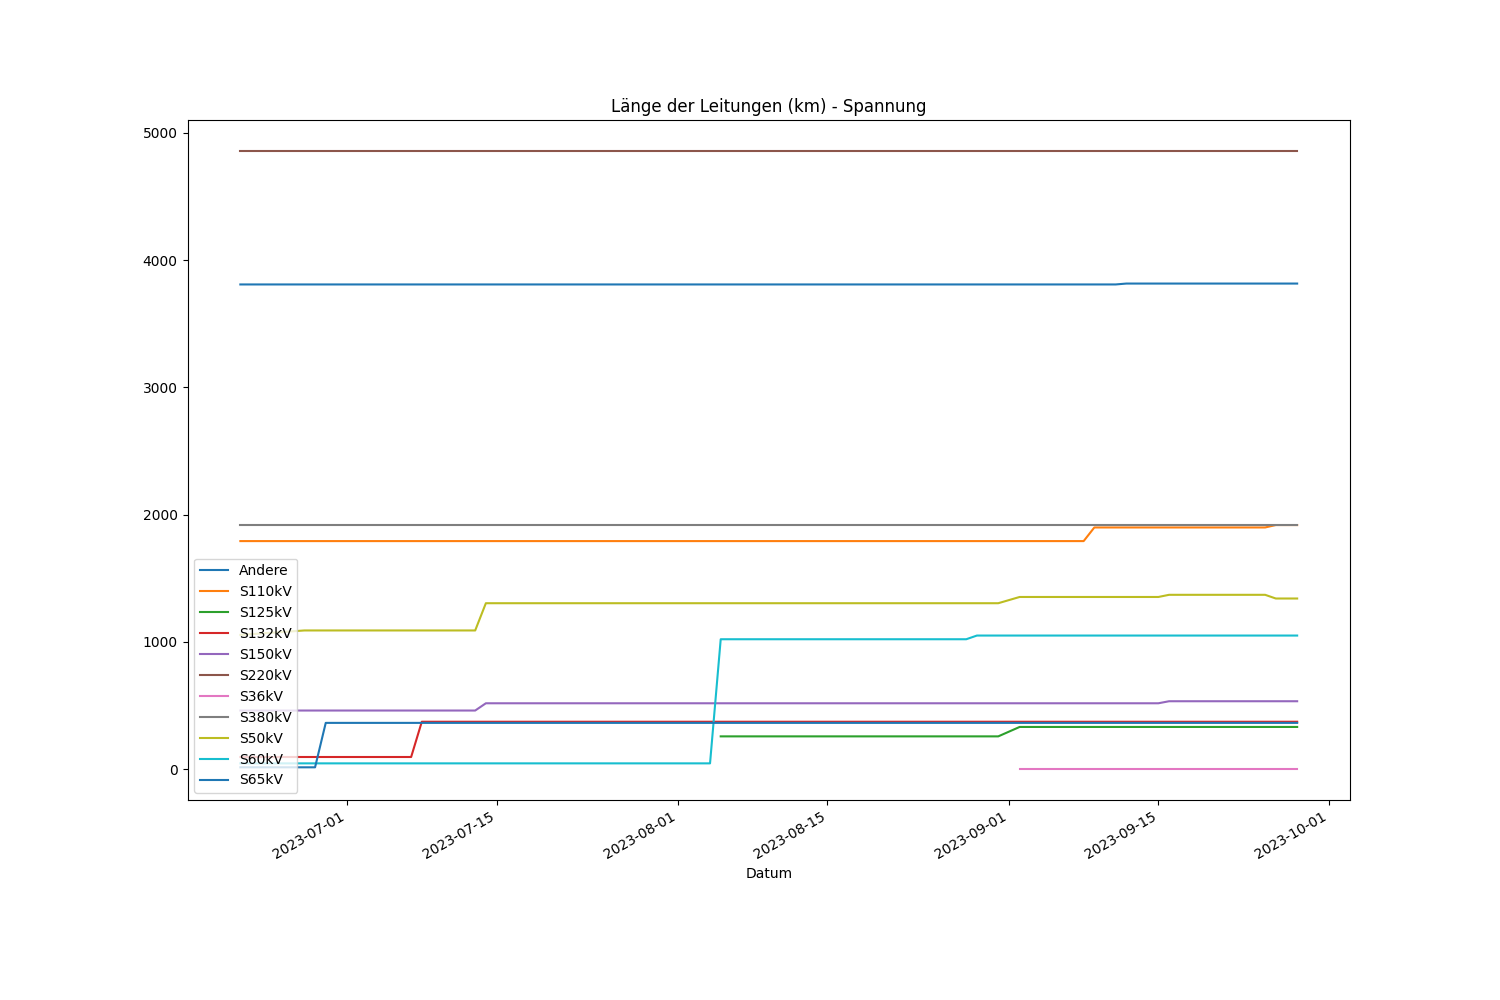 Länge der Leitungen (km) - Spannung
5000
4000
3000
2000
1000
0
Andere
S110kV
S125kV
S132kV
S150kV
S220kV
S36kV
S380kV
S50kV
S60kV
S65kV
2023-07-01
2023-07-15
2023-08-01
2023-08-15
2023-09-01
2023-09-15
2023-10-01
Datum